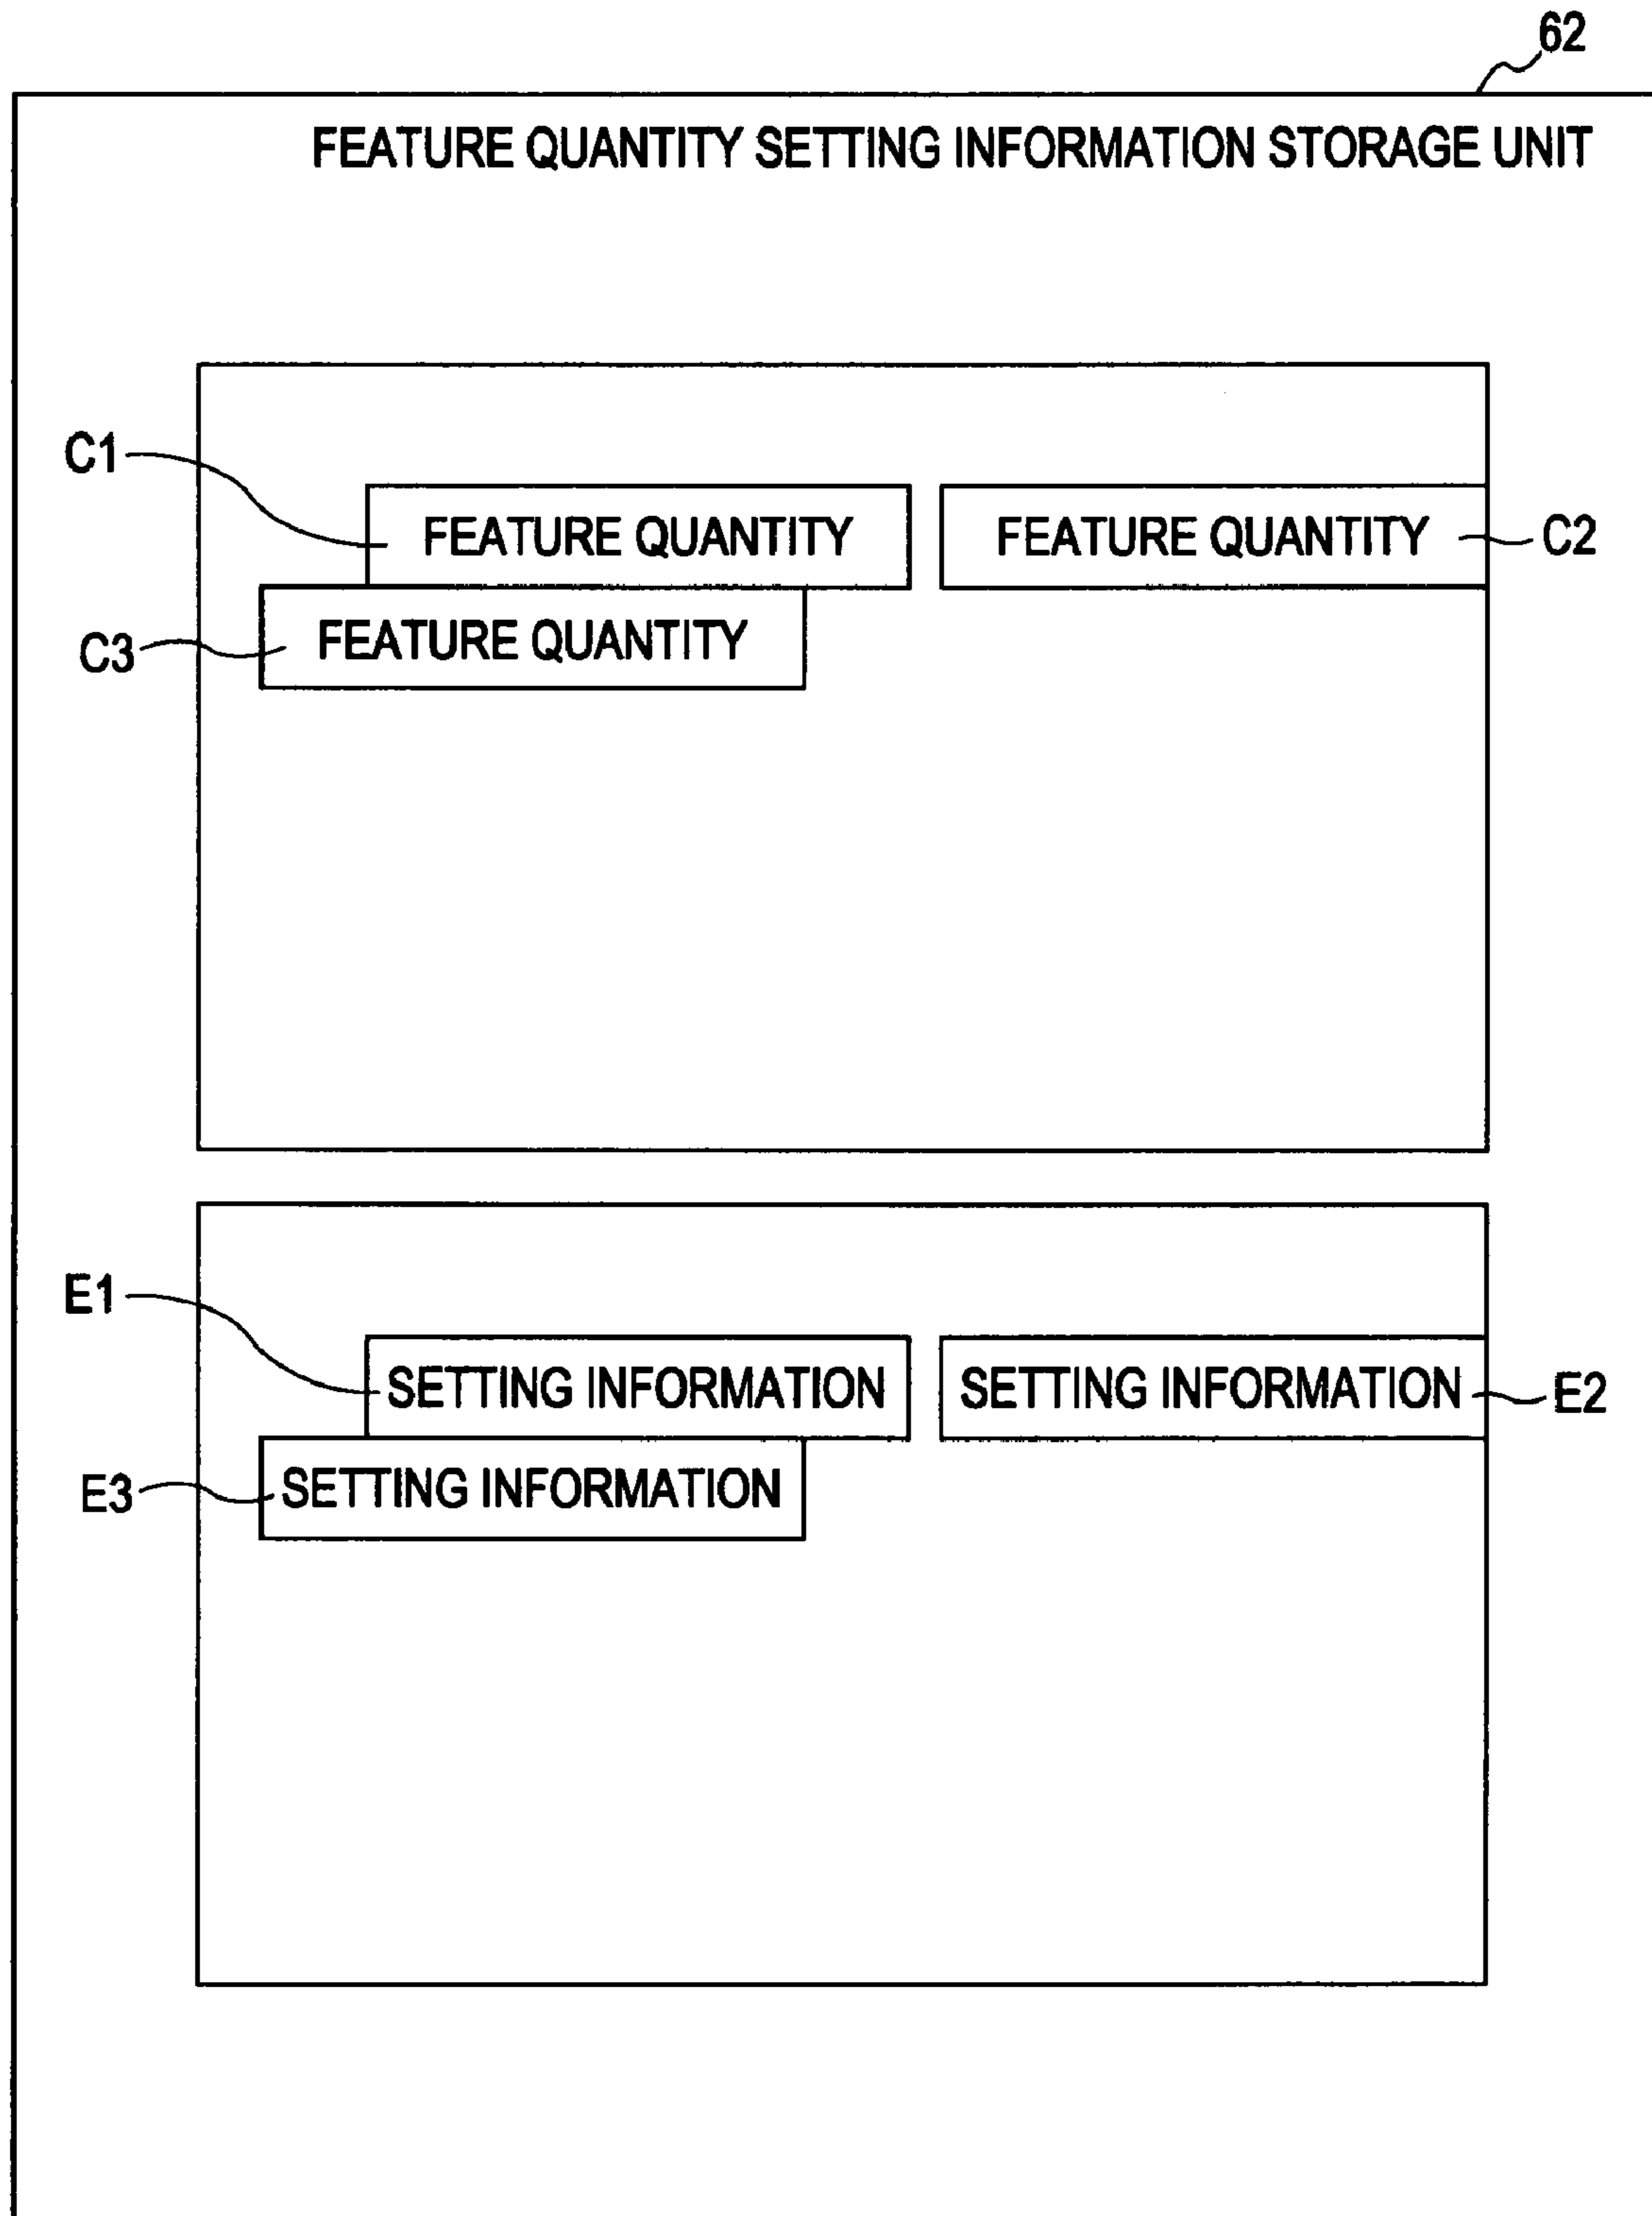 62
FEATURE QUANTITY SETTING INFORMATION STORAGE UNIT
C1
FEATURE QUANTITY
FEATURE QUANTITY
C2
C3
FEATURE QUANTITY
E1
SETTING INFORMATION
SETTING INFORMATION
E2
E3
SETTING INFORMATION